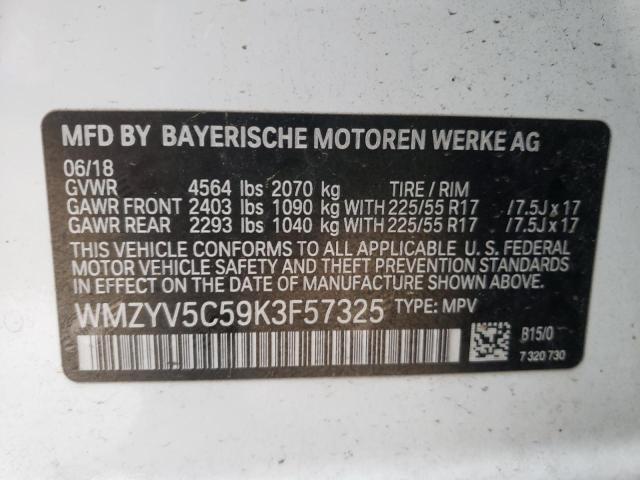 MFD BY BAYERISCHE MOTOREN WERKE AG
06/18
GVWR 4564 lbs 2070 kg TIRE / RIM
GAWR FRONT 2403 lbs 1090 kg WITH 225/55 R17 /7.5J x 17
GAWR REAR 2293 lbs 1040 kg WITH 225/55 R17 /7.5J x 17
THIS VEHICLE CONFORMS TO ALL APPLICABLE U. S. FEDERAL
MOTOR VEHICLE SAFETY AND THEFT PREVENTION STANDARDS
IN EFFECT ON THE DATE OF MANUFACTURE SHOWN ABOVE.
WMZYV5C59K3F57325 TYPE: MPV
B15/0
7 320 730